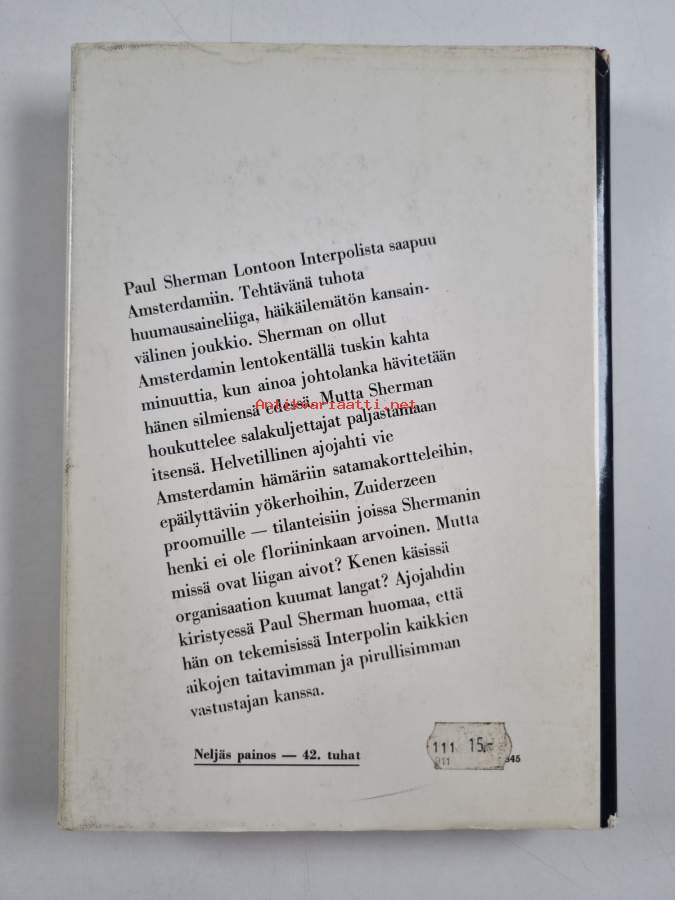 Paul Sherman Lontoon Interpolista saapuu
Amsterdamiin. Tehtävänä tuhota
huumausaineliiga, häikäilemätön kansain-
välinen joukkio. Sherman on ollut
Amsterdamin lentokentällä tuskin kahta
minuuttia, kun ainoa johtolanka hävitetään
hänen silmiensä edessä. Mutta Sherman
houkuttelee salakuljettajat paljastamaan
itsensä. Helvetillinen ajojahti vie
Amsterdamin hämäriin satamakortteleihin,
epäilyttäviin yökerhoihin, Zuiderzeen
proomuille — tilanteisiin joissa Shermanin
henki ei ole floriininkaan arvoinen. Mutta
missä ovat liigan aivot? Kenen käsissä
organisaation kuumat langat? Ajojahdin
kiristyessä Paul Sherman huomaa, että
hän on tekemisissä Interpolin kaikkien
aikojen taitavimman ja pirullisimman
vastustajan kanssa.
Antikvariaatti.net
Neljäs painos — 42. tuhat
111 15,-